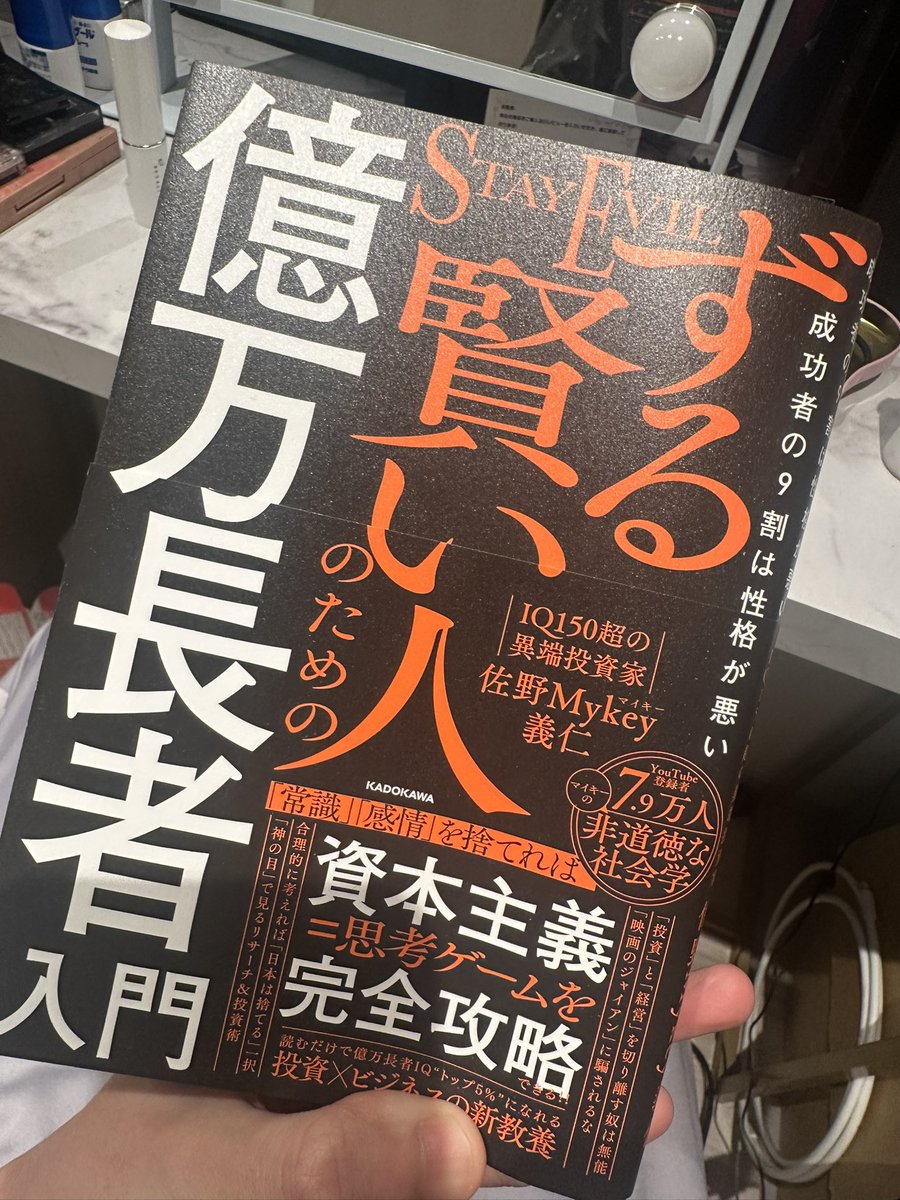 STAY EVIL
成功者の9割は性格が悪い
ずる
賢い人
のための
億万長者
入門
IQ150超の
異端投資家
マイキー
佐野Mykey
義仁
KADOKAWA
YouTube
登録者
7.9万人
マイキーの
非道徳な
社会学
「常識」「感情」を捨てれば
資本主義
=思考ゲームを
完全攻略
できる!
「投資」と「経営」を切り離す奴は無能
「映画のジャイアン」に騙されるな
合理的に考えれば「日本は捨てる」一択
「神の目」で見るリサーチ&投資術
読むだけで億万長者IQ“トップ5%”になれる
投資×ビジネスの新教養